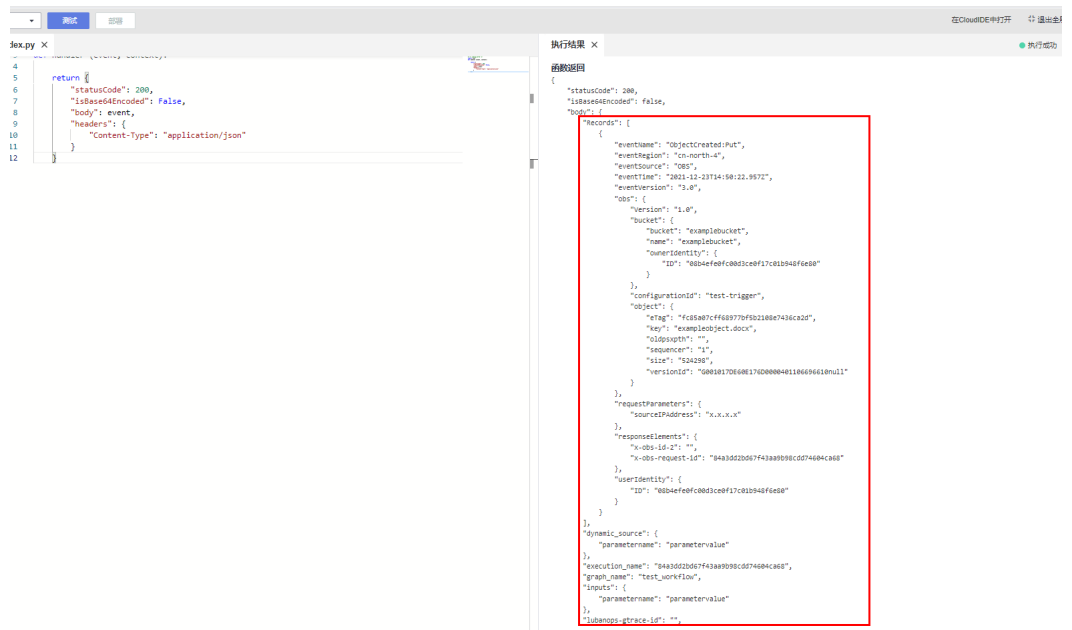 测试
部署
在CloudIDE中打开
退出全
dex.py ×
执行结果 ×
执行成功
4
5 return {
6 "statusCode": 200,
7 "isBase64Encoded": False,
8 "body": event,
9 "headers": {
10 "Content-Type": "application/json"
11 }
12 }
函数返回
{
"statusCode": 200,
"isBase64Encoded": false,
"body": {
"Records": [
{
"eventName": "ObjectCreated:Put",
"eventRegion": "cn-north-4",
"eventSource": "OBS",
"eventTime": "2021-12-23T14:50:22.957Z",
"eventVersion": "3.0",
"obs": {
"Version": "1.0",
"bucket": {
"bucket": "examplebucket",
"name": "examplebucket",
"ownerIdentity": {
"ID": "08b4efe0fc00d3ce0f17c01b948f6e80"
}
},
"configurationId": "test-trigger",
"object": {
"eTag": "fc85a07cff68977bf5b2108e7436ca2d",
"key": "exampleobject.docx",
"oldpsxpth": "",
"sequencer": "1",
"size": "524298",
"versionId": "G001017DE60E176D0000401106696610null"
}
},
"requestParameters": {
"sourceIPAddress": "x.x.x.x"
},
"responseElements": {
"x-obs-id-2": "",
"x-obs-request-id": "84a3dd2bd67f43aa9b98cdd74604ca68"
},
"userIdentity": {
"ID": "08b4efe0fc00d3ce0f17c01b948f6e80"
}
}
],
"dynamic_source": {
"parametername": "parametervalue"
},
"execution_name": "84a3dd2bd67f43aa9b98cdd74604ca68",
"graph_name": "test_workflow",
"inputs": {
"parametername": "parametervalue"
},
"lubanops-gtrace-id": "",